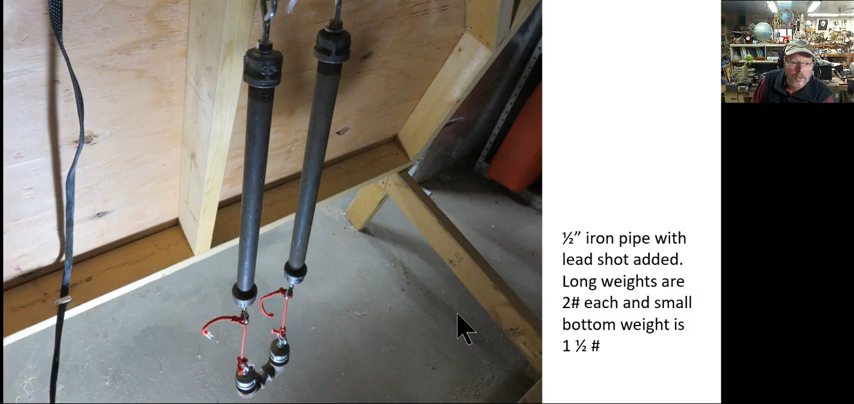 ½” iron pipe with
lead shot added.
Long weights are
2# each and small
bottom weight is
1 ½ #